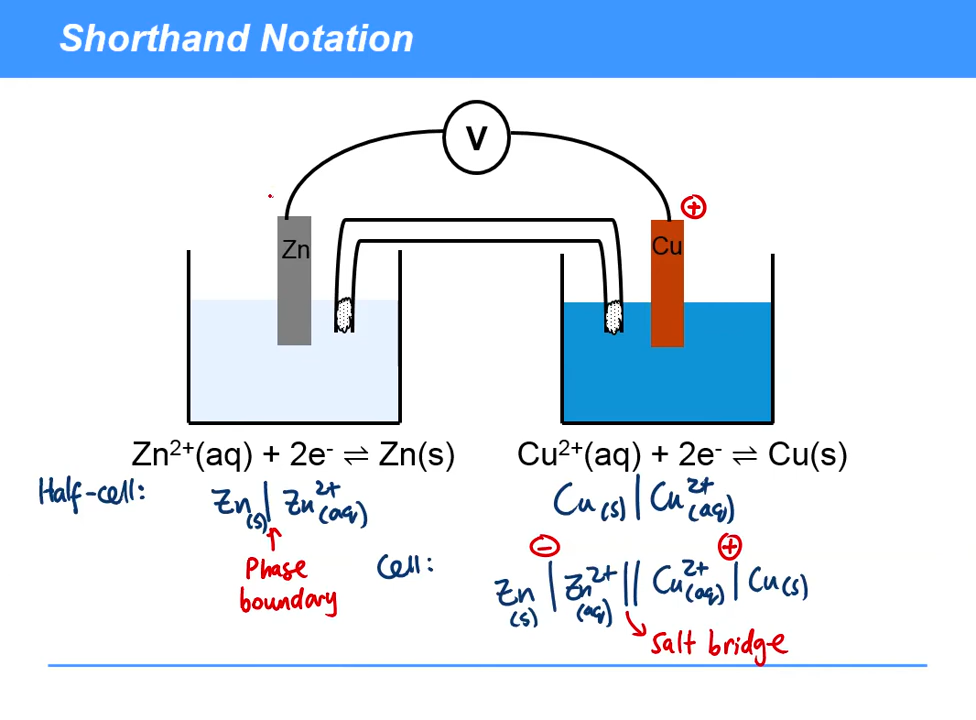 Shorthand Notation
V
Zn
Cu
⊕
Zn²⁺(aq) + 2e⁻ ⇌ Zn(s)
Cu²⁺(aq) + 2e⁻ ⇌ Cu(s)
Half-cell:
Zn(s) | Zn²⁺(aq)
Cu(s) | Cu²⁺(aq)
Phase
boundary
Cell:
⊖
⊕
Zn(s) | Zn²⁺(aq) || Cu²⁺(aq) | Cu(s)
Salt bridge